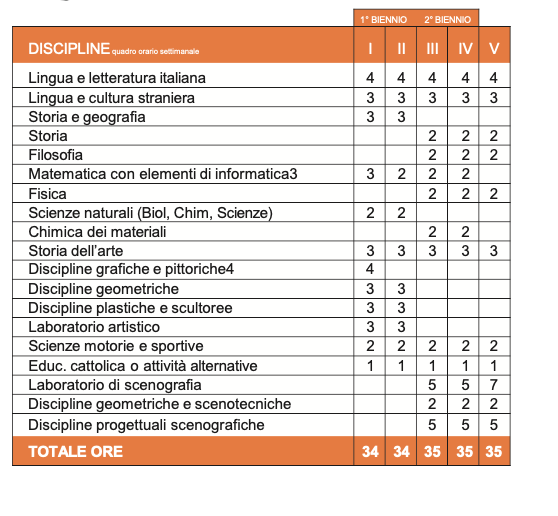 1° BIENNIO 2° BIENNIO
DISCIPLINE quadro orario settimanale I II III IV V
Lingua e letteratura italiana 4 4 4 4 4
Lingua e cultura straniera 3 3 3 3 3
Storia e geografia 3 3
Storia 2 2 2
Filosofia 2 2 2
Matematica con elementi di informatica3 3 2 2 2
Fisica 2 2 2
Scienze naturali (Biol, Chim, Scienze) 2 2
Chimica dei materiali 2 2
Storia dell'arte 3 3 3 3 3
Discipline grafiche e pittoriche4 4
Discipline geometriche 3 3
Discipline plastiche e scultoree 3 3
Laboratorio artistico 3 3
Scienze motorie e sportive 2 2 2 2 2
Educ. cattolica o attività alternative 1 1 1 1 1
Laboratorio di scenografia 5 5 7
Discipline geometriche e scenotecniche 2 2 2
Discipline progettuali scenografiche 5 5 5
TOTALE ORE 34 34 35 35 35